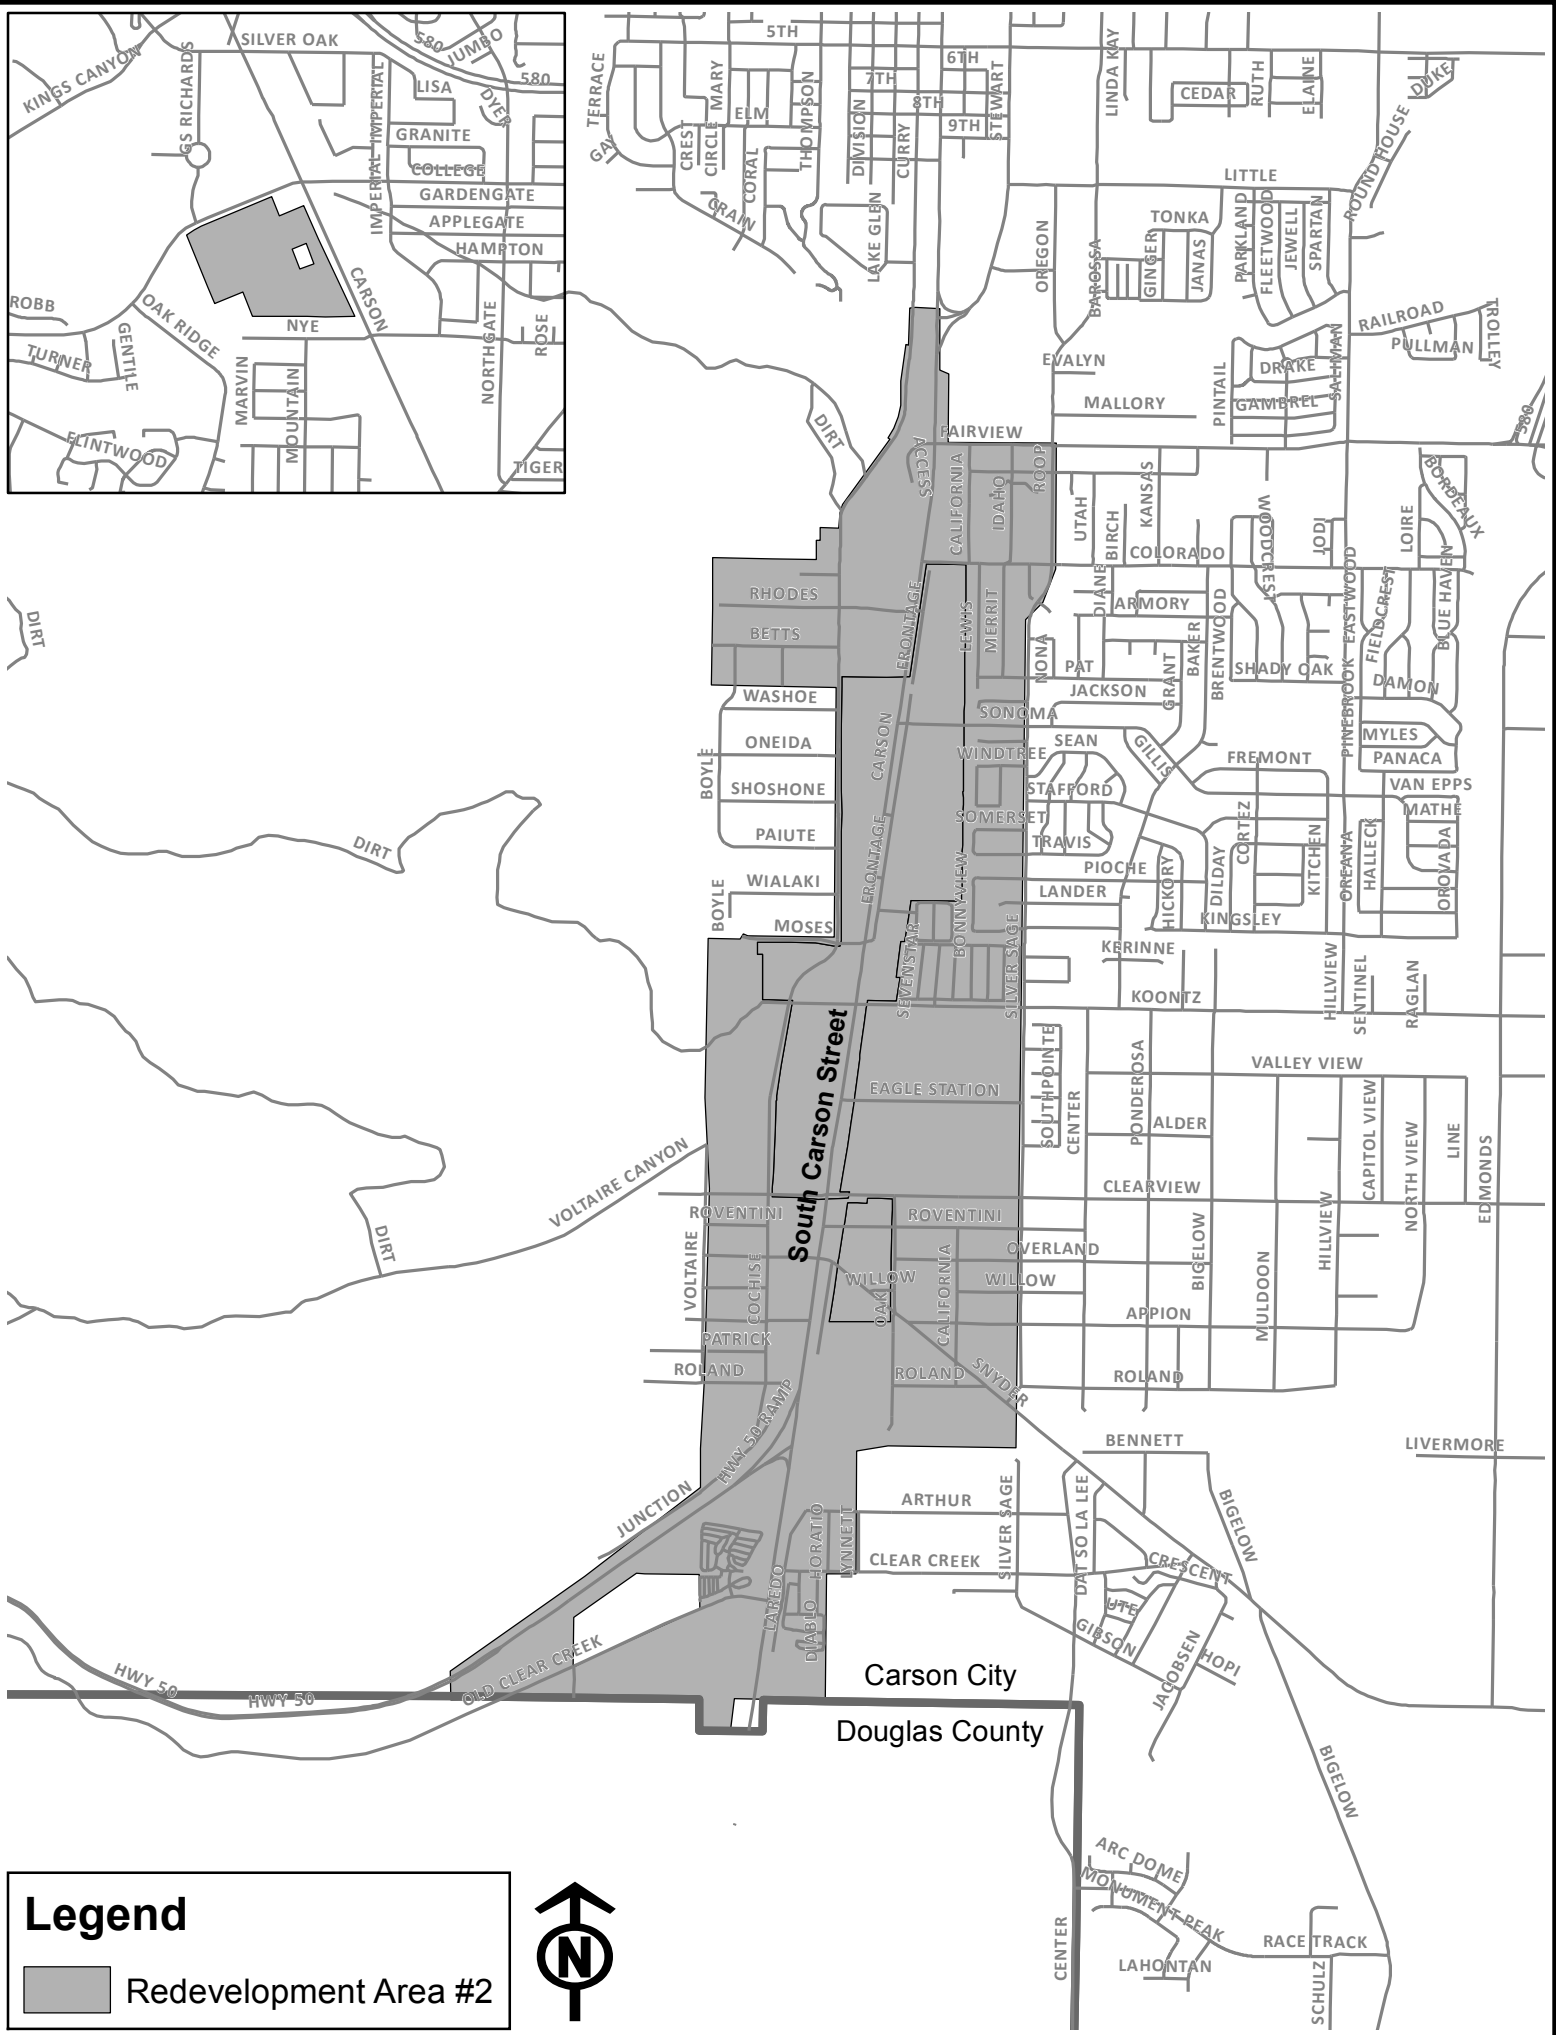 SILVER OAK
580
JUMBO
580
KINGS CANYON
GS RICHARDS
IMPERIAL
IMPERIAL
LISA
DYER
GRANITE
COLLEGE
GARDENGATE
APPLEGATE
HAMPTON
CARSON
ROBB
OAK RIDGE
NYE
TURNER
GENTILE
MARVIN
MOUNTAIN
NORTHGATE
ROSE
FLINTWOOD
TIGER
5TH
6TH
7TH
8TH
9TH
TERRACE
GAY
CREST
CIRCLE
MARY
ELM
CORAL
THOMPSON
DIVISION
CURRY
STEWART
CRAIN
LAKE GLEN
LINDA KAY
CEDAR
RUTH
ELAINE
DUKE
ROUND HOUSE
LITTLE
OREGON
BAROSSA
TONKA
GINGER
JANAS
PARKLAND
FLEETWOOD
JEWELL
SPARTAN
RAILROAD
TROLLEY
PULLMAN
EVALYN
MALLORY
PINTAIL
DRAKE
GAMBREL
SALIMAN
580
DIRT
FAIRVIEW
ACCESS
CALIFORNIA
IDAHO
ROOP
UTAH
BIRCH
KANSAS
WOODCREST
JODI
LOIRE
BORDEAUX
COLORADO
DIANE
ARMORY
BAKER
BRENTWOOD
EASTWOOD
FIELDCREST
BLUE HAVEN
RHODES
BETTS
FRONTAGE
LEWIS
MERRIT
NONA
PAT
JACKSON
GRANT
SHADY OAK
PINEBROOK
DAMON
DIRT
WASHOE
ONEIDA
BOYLE
SHOSHONE
PAIUTE
WIALAKI
BOYLE
MOSES
CARSON
FRONTAGE
SONOMA
WINDTREE
SEAN
GILLIS
STAFFORD
SOMERSET
TRAVIS
FREMONT
MYLES
PANACA
VAN EPPS
MATHE
CORTEZ
KITCHEN
OREANA
HALLECK
OROVADA
PIOCHE
LANDER
HICKORY
DILDAY
KINGSLEY
BONNYVIEW
SEVENSTAR
SILVER SAGE
KERINNE
KOONTZ
HILLVIEW
SENTINEL
RAGLAN
DIRT
South Carson Street
EAGLE STATION
SOUTHPOINTE
CENTER
PONDEROSA
VALLEY VIEW
ALDER
CAPITOL VIEW
NORTH VIEW
LINE
EDMONDS
VOLTAIRE CANYON
DIRT
CLEARVIEW
ROVENTINI
ROVENTINI
VOLTAIRE
COCHISE
OVERLAND
WILLOW
WILLOW
OAK
CALIFORNIA
BIGELOW
MULDOON
HILLVIEW
APPION
PATRICK
ROLAND
ROLAND
SNYDER
ROLAND
HWY 50 RAMP
JUNCTION
BENNETT
LIVERMORE
ARTHUR
SILVER SAGE
DAT SO LA LEE
BIGELOW
HORATIO
LYNNETT
CLEAR CREEK
CRESCENT
LAREDO
DIABLO
UTE
GIBSON
JACOBSEN
HOPI
OLD CLEAR CREEK
HWY 50
HWY 50
Carson City
Douglas County
BIGELOW
ARC DOME
MONUMENT PEAK
CENTER
LAHONTAN
RACE TRACK
SCHULZ
Legend
Redevelopment Area #2
N